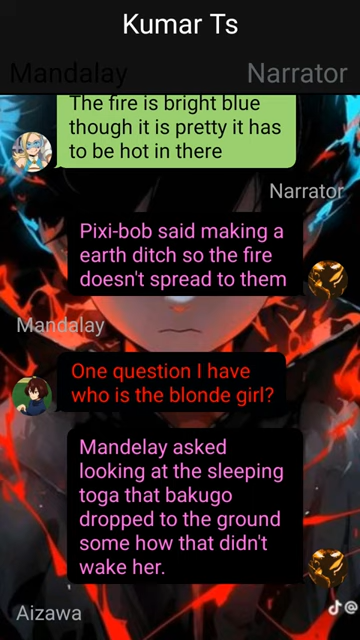 Kumar Ts
Mandalay
Narrator
The fire is bright blue
though it is pretty it has
to be hot in there
Narrator
Pixi-bob said making a
earth ditch so the fire
doesn't spread to them
Mandalay
One question I have
who is the blonde girl?
Mandelay asked
looking at the sleeping
toga that bakugo
dropped to the ground
some how that didn't
wake her.
Aizawa
@